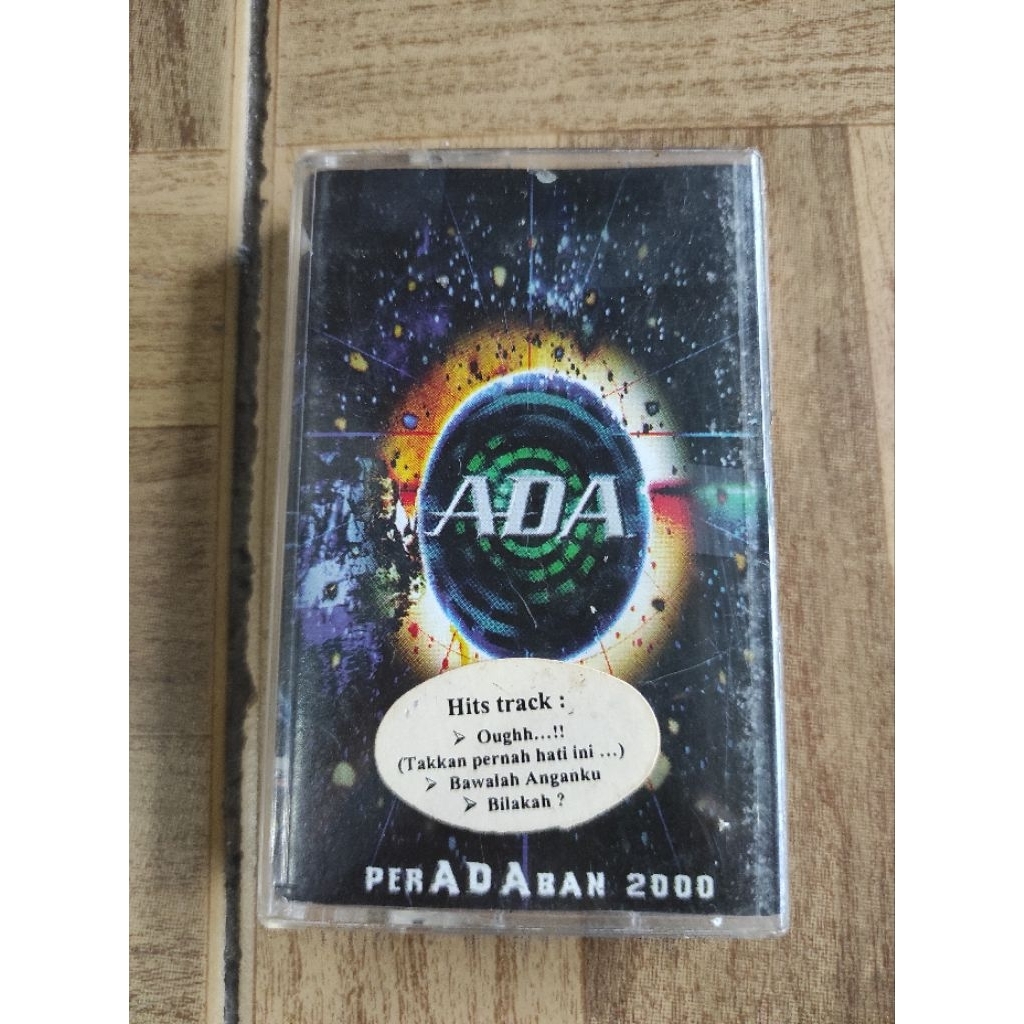 ADA
Hits track :
➢ Oughh...!!
(Takkan pernah hati ini ...)
➢ Bawalah Anganku
➢ Bilakah ?
PERADABAN 2000